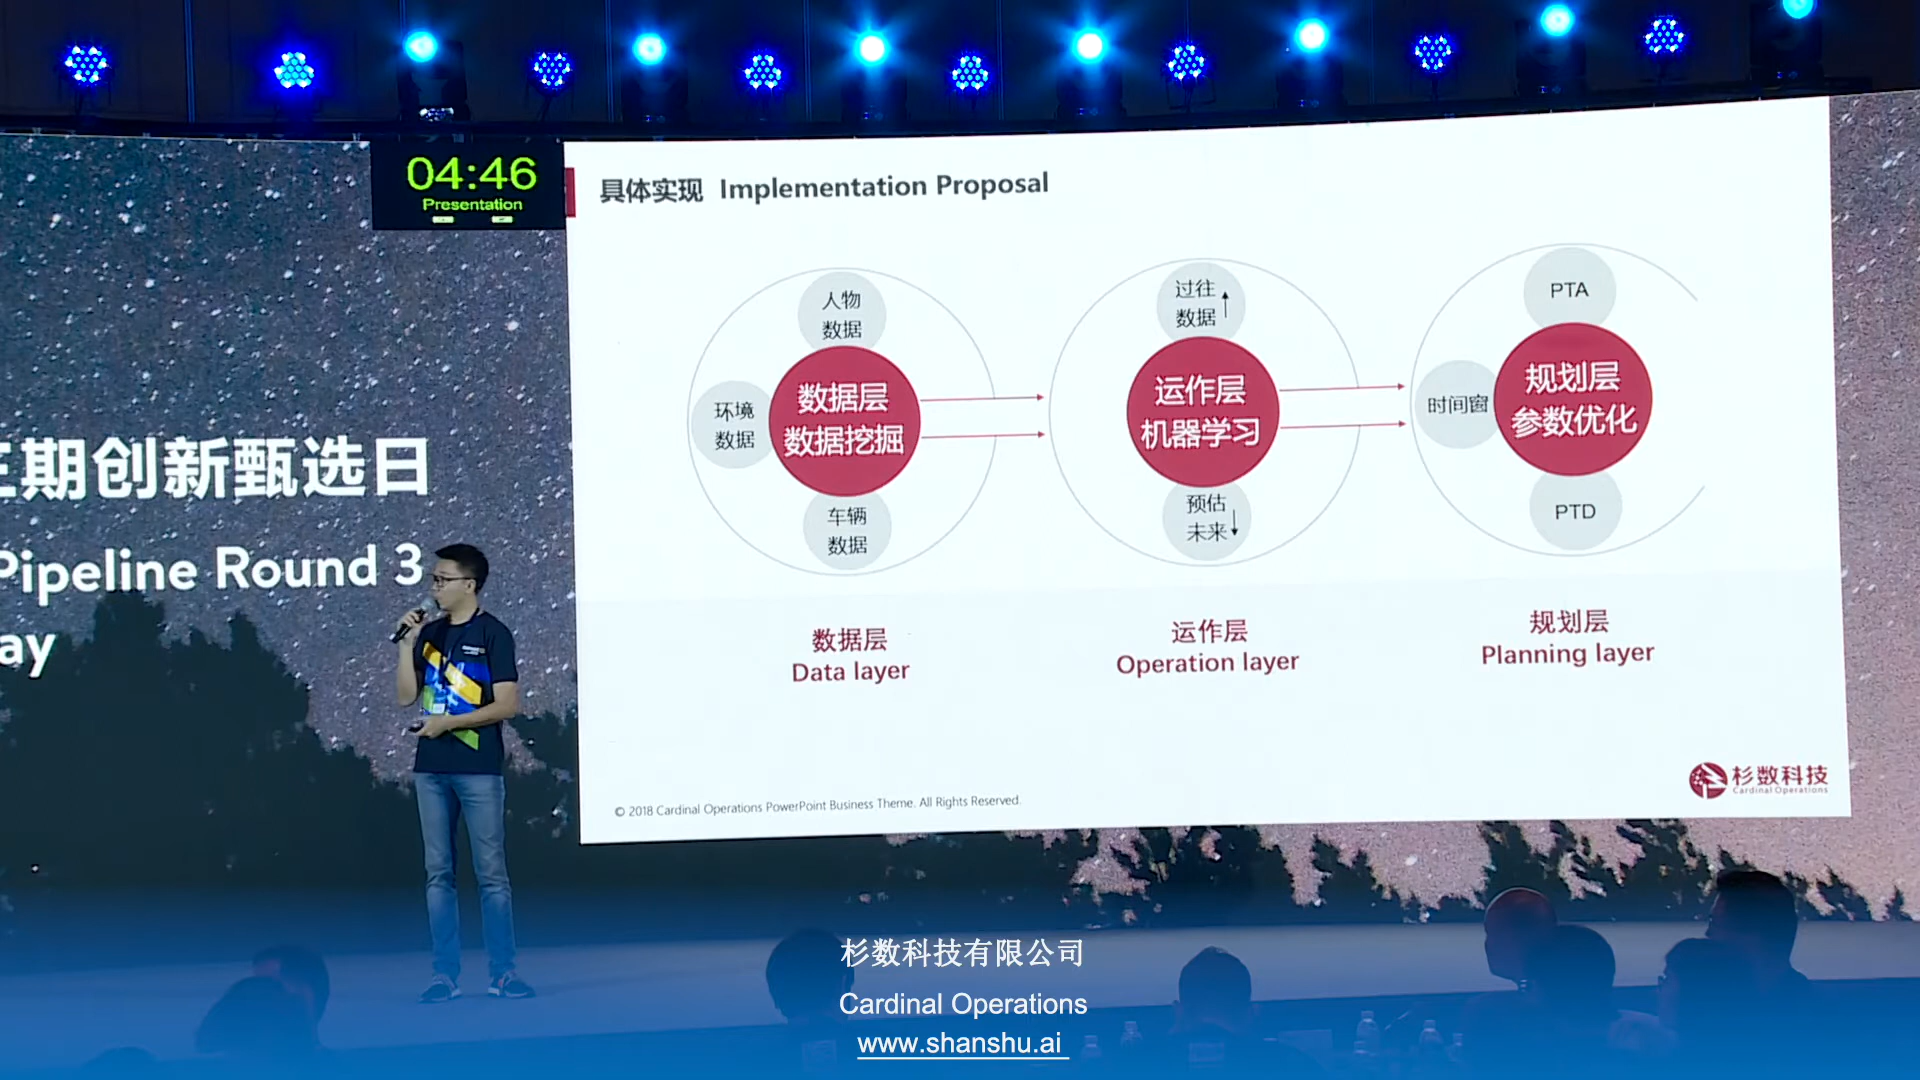 04:46
Presentation
具体实现 Implementation Proposal
人物
数据
环境
数据
数据层
数据挖掘
车辆
数据
过往
数据
运作层
机器学习
预估
未来
PTA
时间窗
规划层
参数优化
PTD
数据层
Data layer
运作层
Operation layer
规划层
Planning layer
© 2018 Cardinal Operations PowerPoint Business Theme. All Rights Reserved.
杉数科技
Cardinal Operations
期创新甄选日
Pipeline Round 3
ay
杉数科技有限公司
Cardinal Operations
www.shanshu.ai